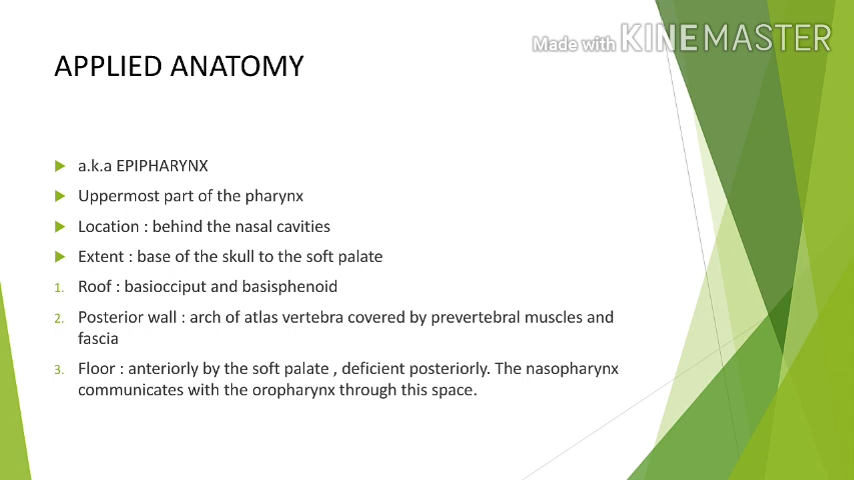 Made with KINEMASTER
APPLIED ANATOMY
a.k.a EPIPHARYNX
Uppermost part of the pharynx
Location : behind the nasal cavities
Extent : base of the skull to the soft palate
1. Roof : basiocciput and basisphenoid
2. Posterior wall : arch of atlas vertebra covered by prevertebral muscles and
fascia
3. Floor : anteriorly by the soft palate , deficient posteriorly. The nasopharynx
communicates with the oropharynx through this space.